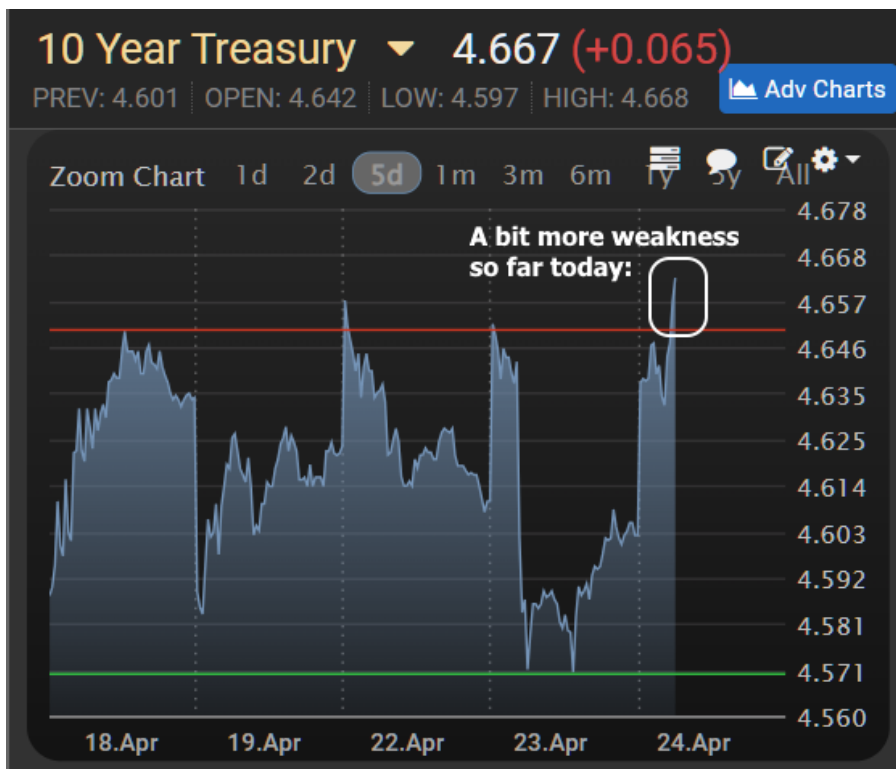 10 Year Treasury 4.667 (+0.065)
PREV: 4.601 OPEN: 4.642 LOW: 4.597 HIGH: 4.668
Adv Charts
Zoom Chart 1d 2d 5d 1m 3m 6m 1y 5y All
4.678
A bit more weakness
so far today:
4.668
4.657
4.646
4.635
4.625
4.614
4.603
4.592
4.581
4.571
4.560
18.Apr 19.Apr 22.Apr 23.Apr 24.Apr